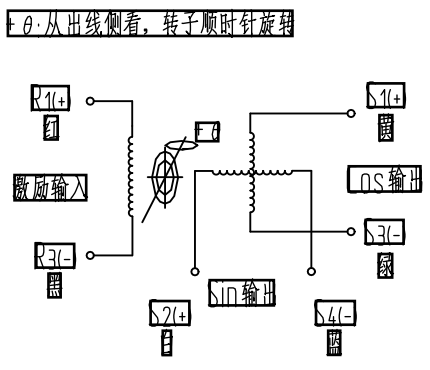 +θ:从出线侧看，转子顺时针旋转
R1(+
红
S1(+
黄
+θ
激励输入
cos输出
R3(-
黑
S3(-
绿
Sin输出
S2(+
白
S4(-
蓝